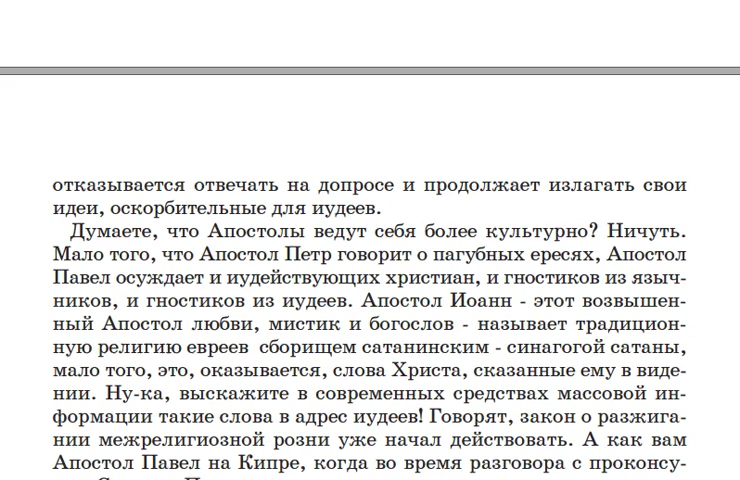 отказывается отвечать на допросе и продолжает излагать свои
идеи, оскорбительные для иудеев.
Думаете, что Апостолы ведут себя более культурно? Ничуть.
Мало того, что Апостол Петр говорит о пагубных ересях, Апостол
Павел осуждает и иудействующих христиан, и гностиков из языч-
ников, и гностиков из иудеев. Апостол Иоанн - этот возвышен-
ный Апостол любви, мистик и богослов - называет традицион-
ную религию евреев сборищем сатанинским - синагогой сатаны,
мало того, это, оказывается, слова Христа, сказанные ему в виде-
нии. Ну-ка, выскажите в современных средствах массовой ин-
формации такие слова в адрес иудеев! Говорят, закон о разжига-
нии межрелигиозной розни уже начал действовать. А как вам
Апостол Павел на Кипре, когда во время разговора с проконсу-